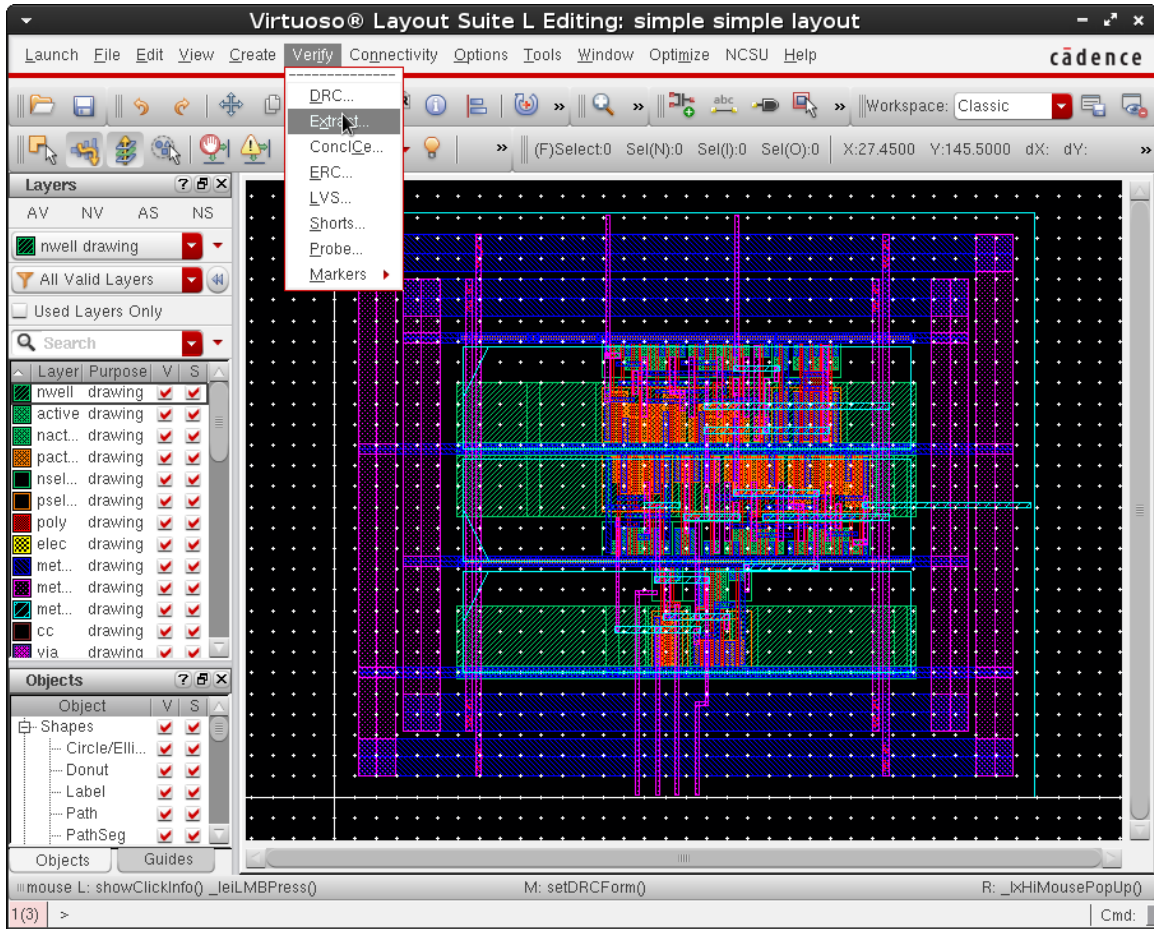 Virtuoso® Layout Suite L Editing: simple simple layout
Launch File Edit View Create Verify Connectivity Options Tools Window Optimize NCSU Help
cādence
DRC...
Extract...
ConclCe...
ERC...
LVS...
Shorts...
Probe...
Markers
» » abc » Workspace: Classic
» (F)Select:0 Sel(N):0 Sel(I):0 Sel(O):0 X:27.4500 Y:145.5000 dX: dY: »
Layers
AV NV AS NS
nwell drawing
All Valid Layers
Used Layers Only
Search
Layer Purpose V S
nwell drawing
active drawing
nact... drawing
pact... drawing
nsel... drawing
psel... drawing
poly drawing
elec drawing
met... drawing
met... drawing
met... drawing
cc drawing
via drawing
Objects
Object V S
Shapes
Circle/Elli...
Donut
Label
Path
PathSeg
Objects Guides
mouse L: showClickInfo() _leiLMBPress() M: setDRCForm() R: _lxHiMousePopUp()
1(3) > Cmd: